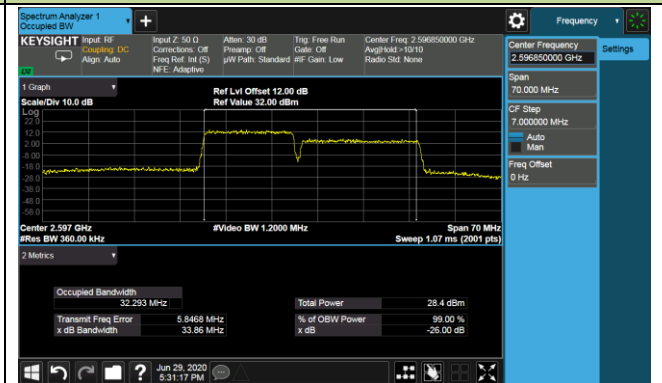 Spectrum Analyzer 1
Occupied BW
Frequency
KEYSIGHT Input: RF
Coupling: DC
Align: Auto
Input Z: 50 Ω
Corrections: Off
Freq Ref: Int (S)
NFE: Adaptive
Atten: 30 dB
Preamp: Off
µW Path: Standard
Trig: Free Run
Gate: Off
#IF Gain: Low
Center Freq: 2.596850000 GHz
Avg|Hold:>10/10
Radio Std: None
Center Frequency
2.596850000 GHz
Settings
Span
70.000 MHz
CF Step
7.000000 MHz
Auto
Man
Freq Offset
0 Hz
LXI
1 Graph
Scale/Div 10.0 dB
Ref Lvl Offset 12.00 dB
Ref Value 32.00 dBm
Log
22.0
12.0
2.00
-8.00
-18.0
-28.0
-38.0
-48.0
-58.0
Center 2.597 GHz
#Res BW 360.00 kHz
#Video BW 1.2000 MHz
Span 70 MHz
Sweep 1.07 ms (2001 pts)
2 Metrics
Occupied Bandwidth
32.293 MHz
Total Power 28.4 dBm
Transmit Freq Error 5.8468 MHz
% of OBW Power 99.00 %
x dB Bandwidth 33.86 MHz
x dB -26.00 dB
?
Jun 29, 2020
5:31:17 PM